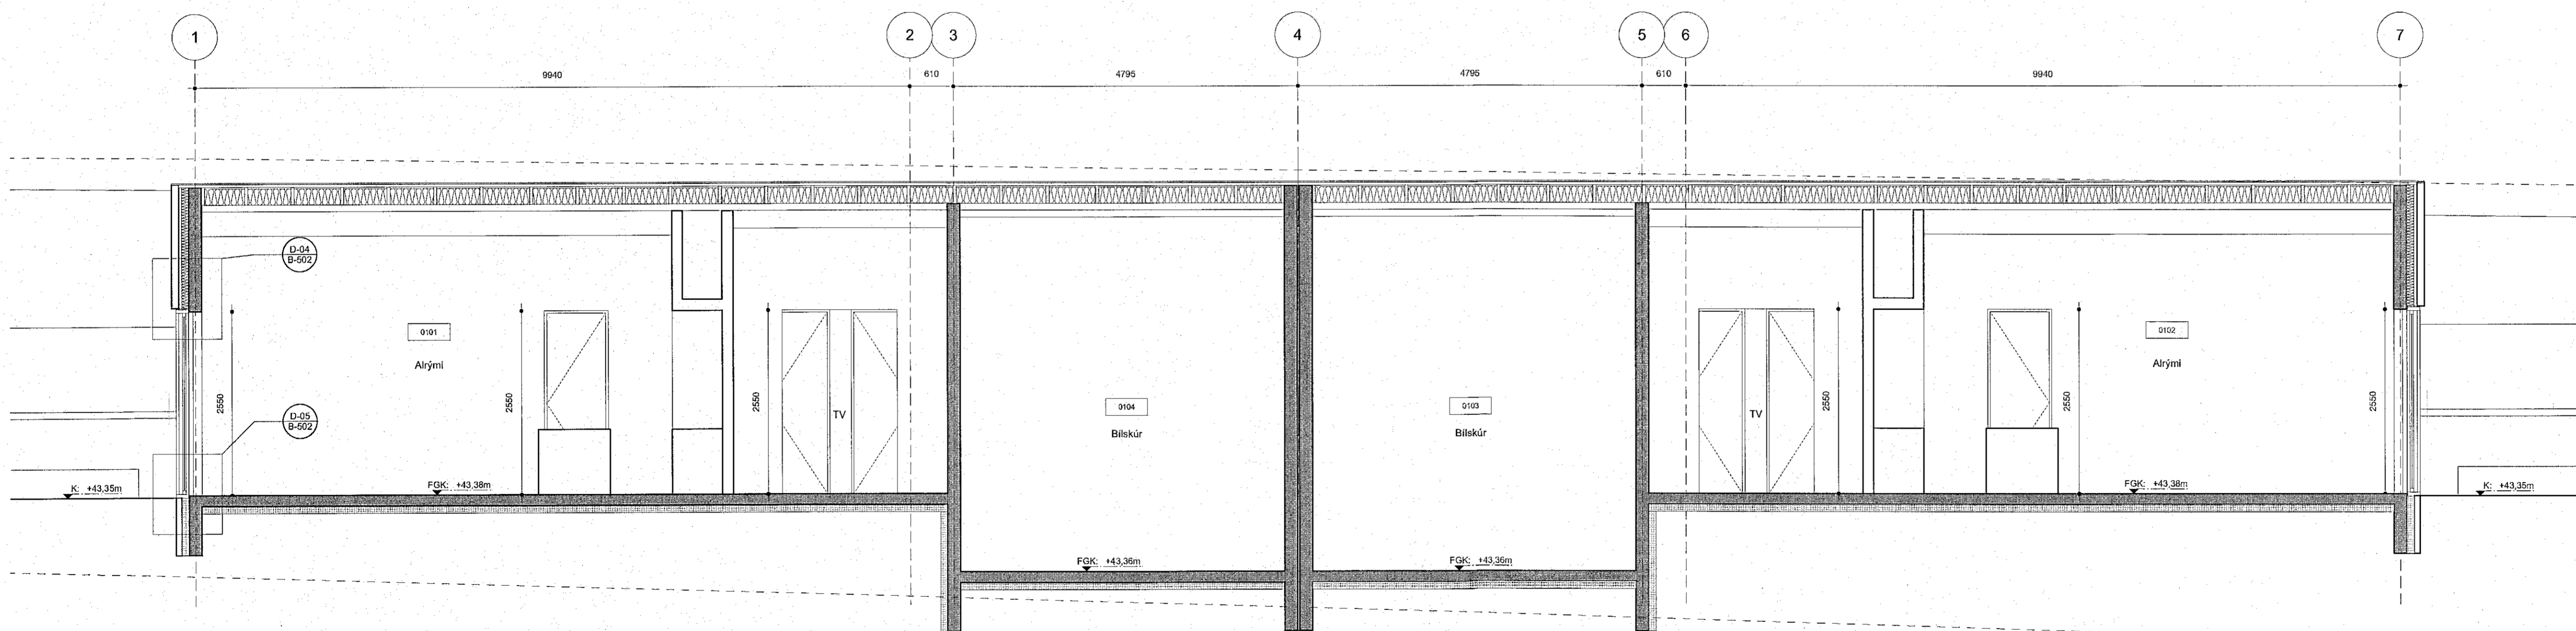 1
2
3
4
5
6
7
9940
610
4795
4795
610
9940
D-04
B-502
0101
Alrými
0102
Alrými
2550
2550
2550
TV
0104
Bílskúr
0103
Bílskúr
TV
2550
2550
2550
D-05
B-502
K: +43,35m
FGK: +43,38m
FGK: +43,38m
K: +43,35m
FGK: +43,36m
FGK: +43,36m